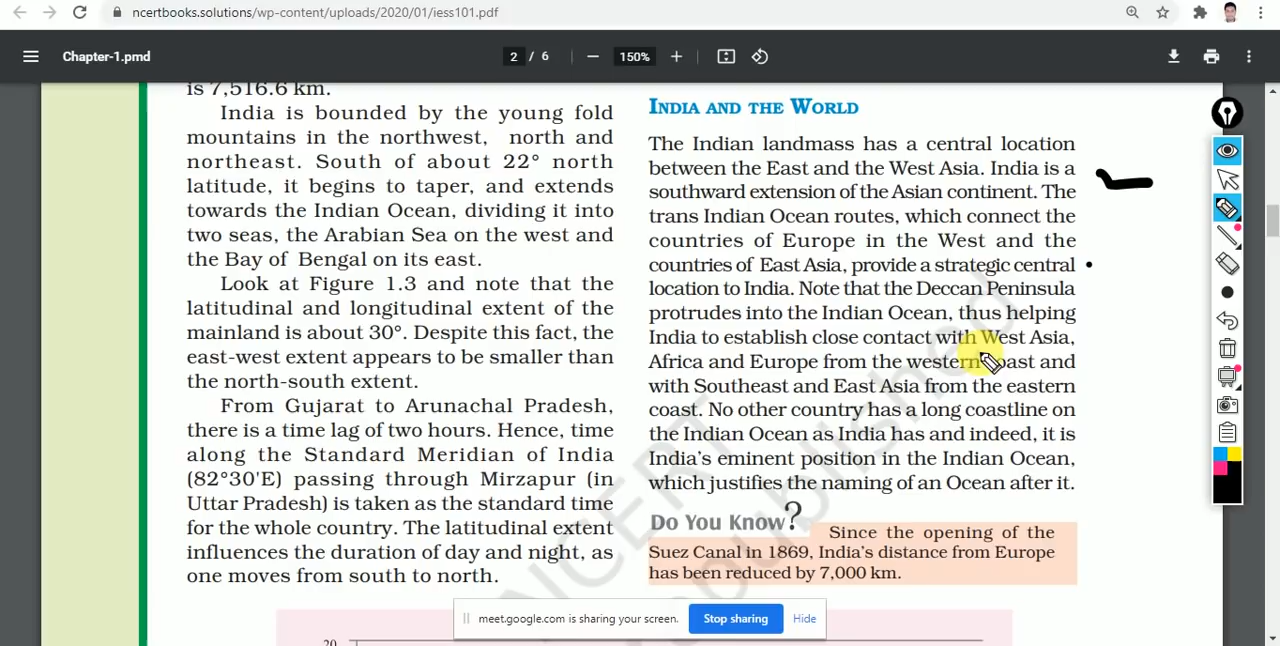 ncertbooks.solutions/wp-content/uploads/2020/01/iess101.pdf
Chapter-1.pmd
2 / 6
150%
is 7,516.6 km.
India is bounded by the young fold
mountains in the northwest, north and
northeast. South of about 22° north
latitude, it begins to taper, and extends
towards the Indian Ocean, dividing it into
two seas, the Arabian Sea on the west and
the Bay of Bengal on its east.
Look at Figure 1.3 and note that the
latitudinal and longitudinal extent of the
mainland is about 30°. Despite this fact, the
east-west extent appears to be smaller than
the north-south extent.
From Gujarat to Arunachal Pradesh,
there is a time lag of two hours. Hence, time
along the Standard Meridian of India
(82°30'E) passing through Mirzapur (in
Uttar Pradesh) is taken as the standard time
for the whole country. The latitudinal extent
influences the duration of day and night, as
one moves from south to north.
INDIA AND THE WORLD
The Indian landmass has a central location
between the East and the West Asia. India is a
southward extension of the Asian continent. The
trans Indian Ocean routes, which connect the
countries of Europe in the West and the
countries of East Asia, provide a strategic central
location to India. Note that the Deccan Peninsula
protrudes into the Indian Ocean, thus helping
India to establish close contact with West Asia,
Africa and Europe from the western coast and
with Southeast and East Asia from the eastern
coast. No other country has a long coastline on
the Indian Ocean as India has and indeed, it is
India's eminent position in the Indian Ocean,
which justifies the naming of an Ocean after it.
Do You Know?
Since the opening of the
Suez Canal in 1869, India's distance from Europe
has been reduced by 7,000 km.
20
meet.google.com is sharing your screen.
Stop sharing
Hide